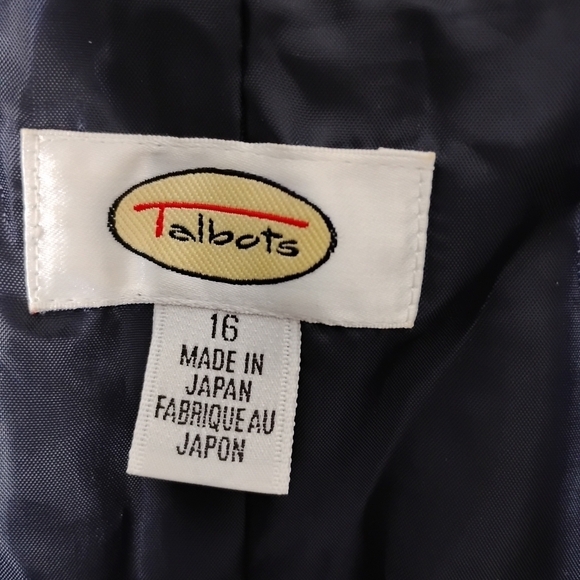 Talbots
16
MADE IN
JAPAN
FABRIQUE AU
JAPON